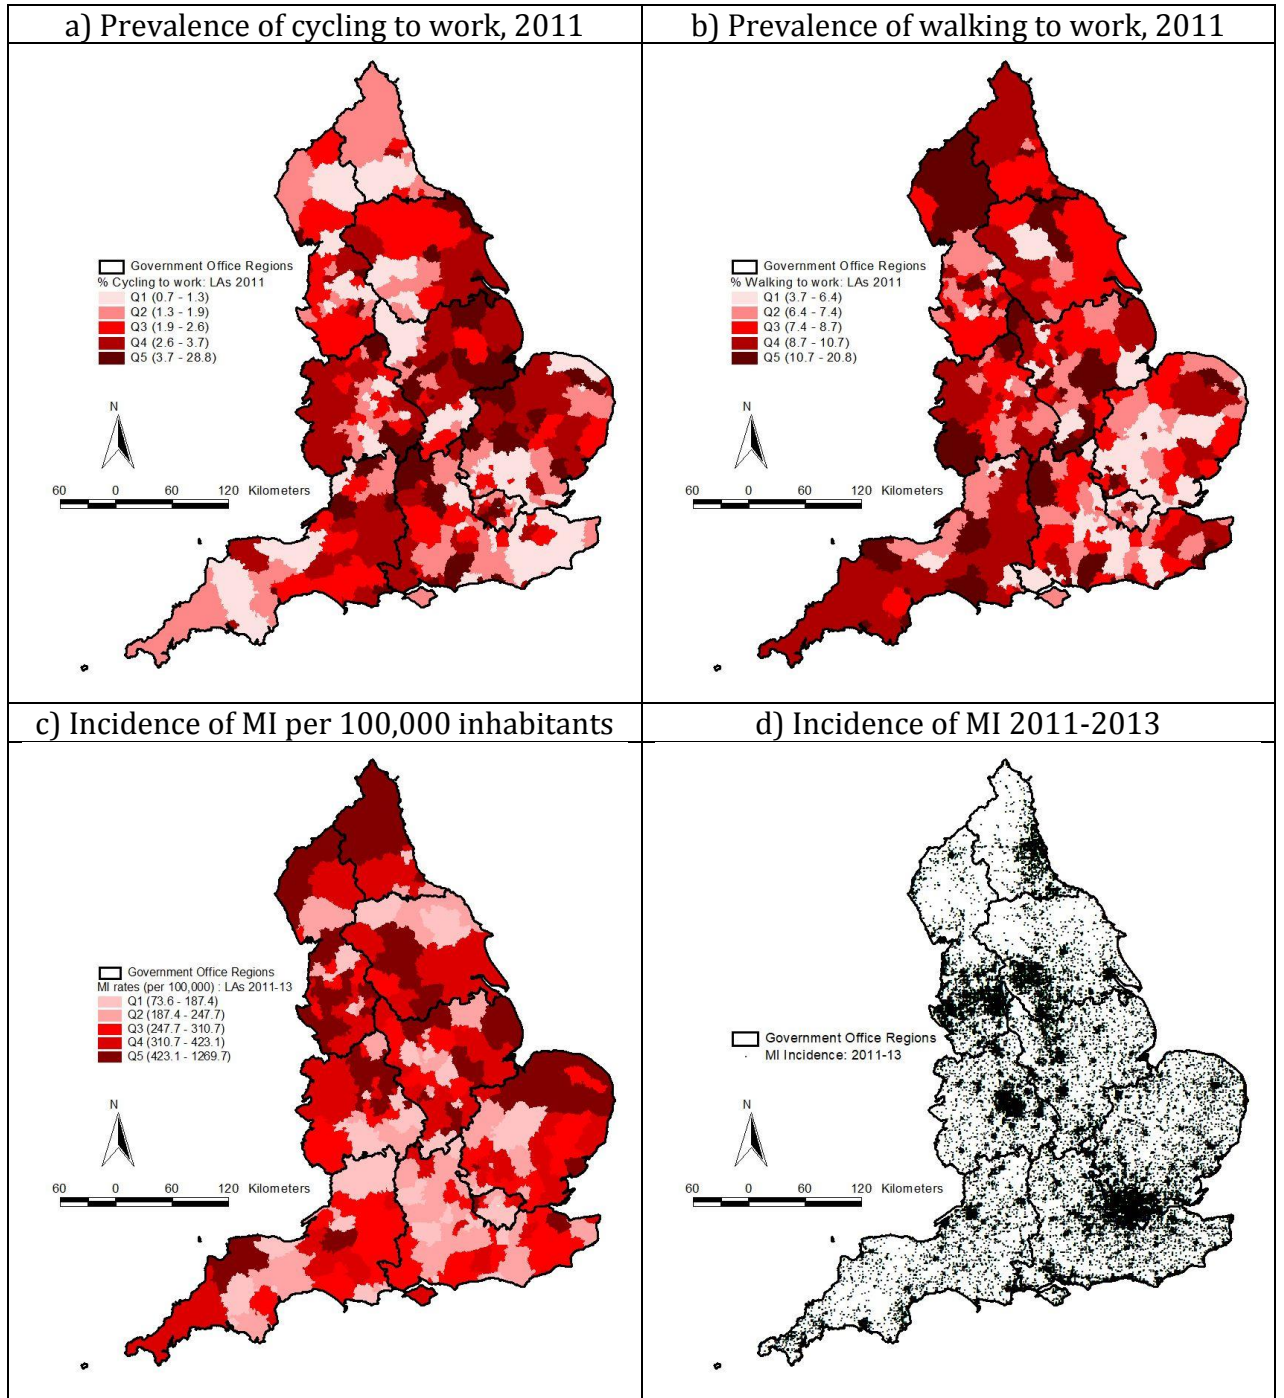 a) Prevalence of cycling to work, 2011
Government Office Regions
% Cycling to work: LAs 2011
Q1 (0.7 - 1.3)
Q2 (1.3 - 1.9)
Q3 (1.9 - 2.6)
Q4 (2.6 - 3.7)
Q5 (3.7 - 28.8)
N
60 0 60 120 Kilometers
b) Prevalence of walking to work, 2011
Government Office Regions
% Walking to work: LAs 2011
Q1 (3.7 - 6.4)
Q2 (6.4 - 7.4)
Q3 (7.4 - 8.7)
Q4 (8.7 - 10.7)
Q5 (10.7 - 20.8)
N
60 0 60 120 Kilometers
c) Incidence of MI per 100,000 inhabitants
Government Office Regions
MI rates (per 100,000) : LAs 2011-13
Q1 (73.6 - 187.4)
Q2 (187.4 - 247.7)
Q3 (247.7 - 310.7)
Q4 (310.7 - 423.1)
Q5 (423.1 - 1269.7)
N
60 0 60 120 Kilometers
d) Incidence of MI 2011-2013
Government Office Regions
MI Incidence: 2011-13
N
60 0 60 120 Kilometers